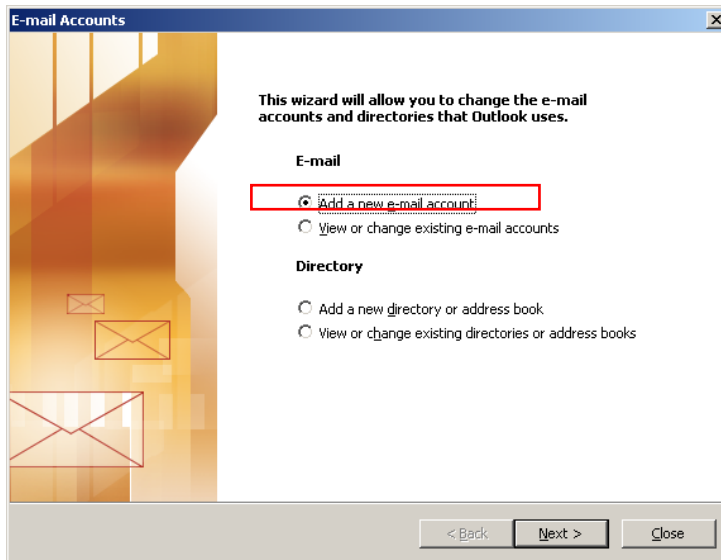 E-mail Accounts
This wizard will allow you to change the e-mail
accounts and directories that Outlook uses.
E-mail
Add a new e-mail account
View or change existing e-mail accounts
Directory
Add a new directory or address book
View or change existing directories or address books
< Back Next > Close